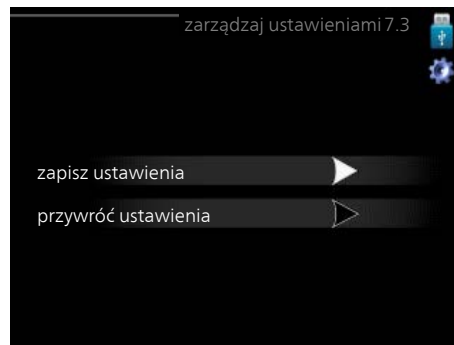 zarządzaj ustawieniami 7.3
zapisz ustawienia
przywróć ustawienia